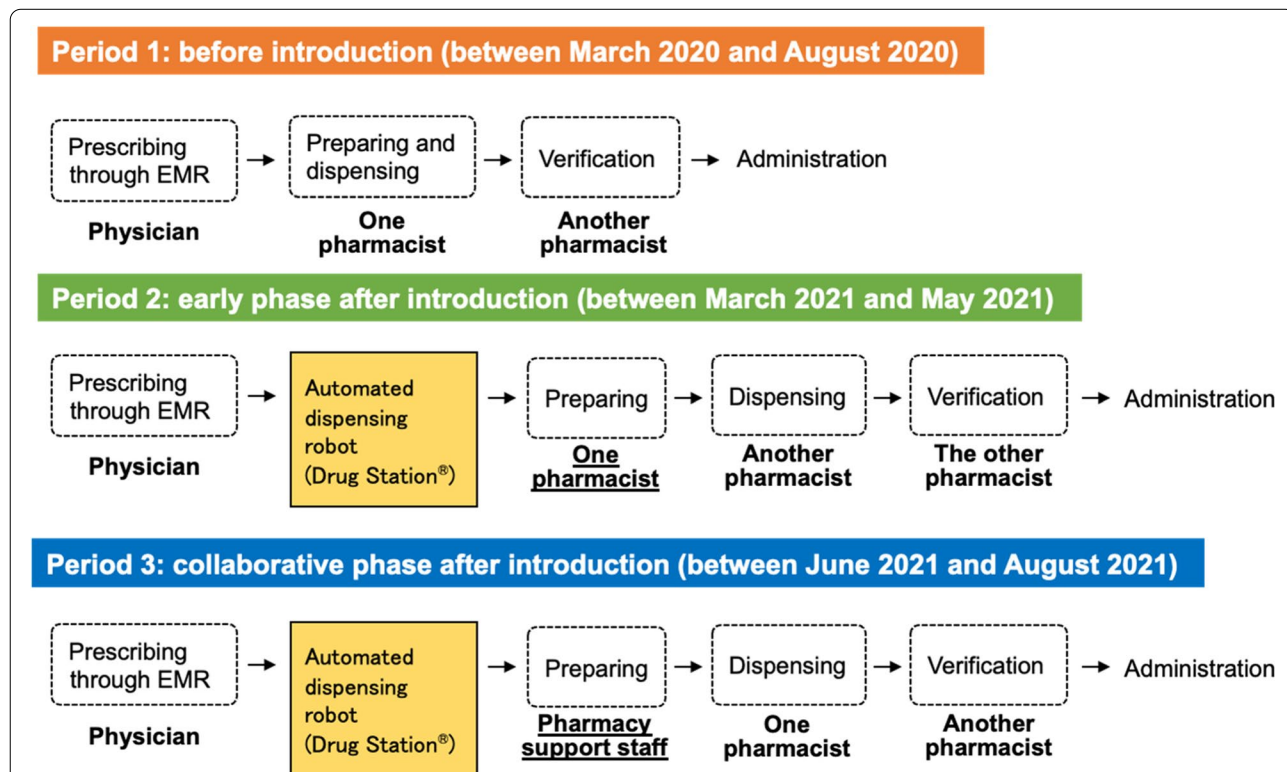 Period 1: before introduction (between March 2020 and August 2020)
Prescribing
through EMR
Physician
Preparing and
dispensing
One
pharmacist
Verification
Another
pharmacist
Administration
Period 2: early phase after introduction (between March 2021 and May 2021)
Prescribing
through EMR
Physician
Automated
dispensing
robot
(Drug Station®)
Preparing
One
pharmacist
Dispensing
Another
pharmacist
Verification
The other
pharmacist
Administration
Period 3: collaborative phase after introduction (between June 2021 and August 2021)
Prescribing
through EMR
Physician
Automated
dispensing
robot
(Drug Station®)
Preparing
Pharmacy
support staff
Dispensing
One
pharmacist
Verification
Another
pharmacist
Administration